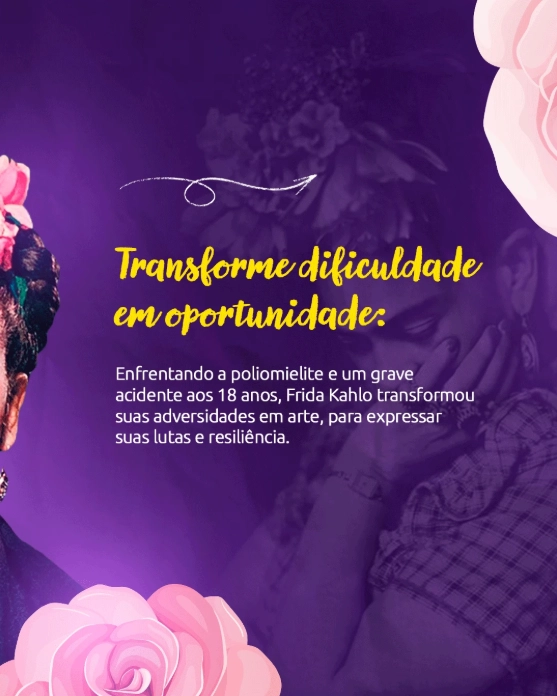 Transforme dificuldade
em oportunidade:
Enfrentando a poliomielite e um grave
acidente aos 18 anos, Frida Kahlo transformou
suas adversidades em arte, para expressar
suas lutas e resiliência.